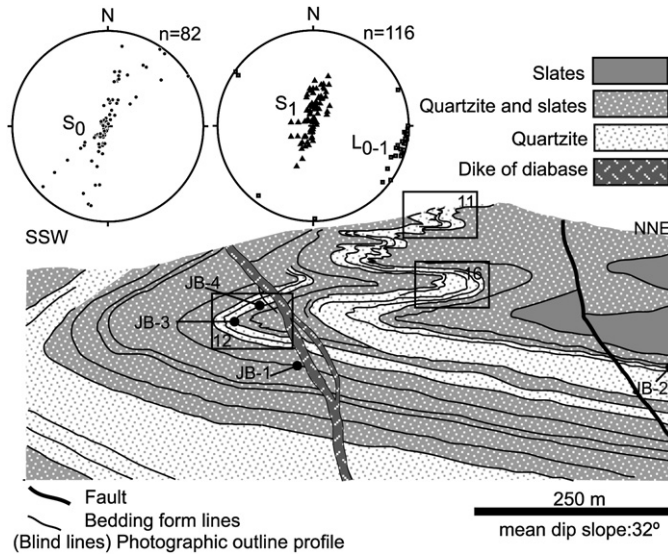 N
n=82
S0
N
n=116
S1
L0-1
Slates
Quartzite and slates
Quartzite
Dike of diabase
SSW
NNE
11
16
JB-4
JB-3
12
JB-1
JB-2
Fault
Bedding form lines
(Blind lines) Photographic outline profile
250 m
mean dip slope:32º